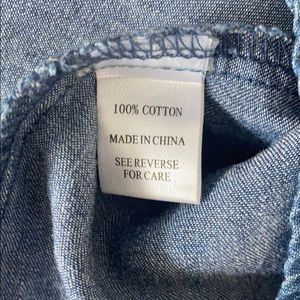 100% COTTON
MADE IN CHINA
SEE REVERSE
FOR CARE